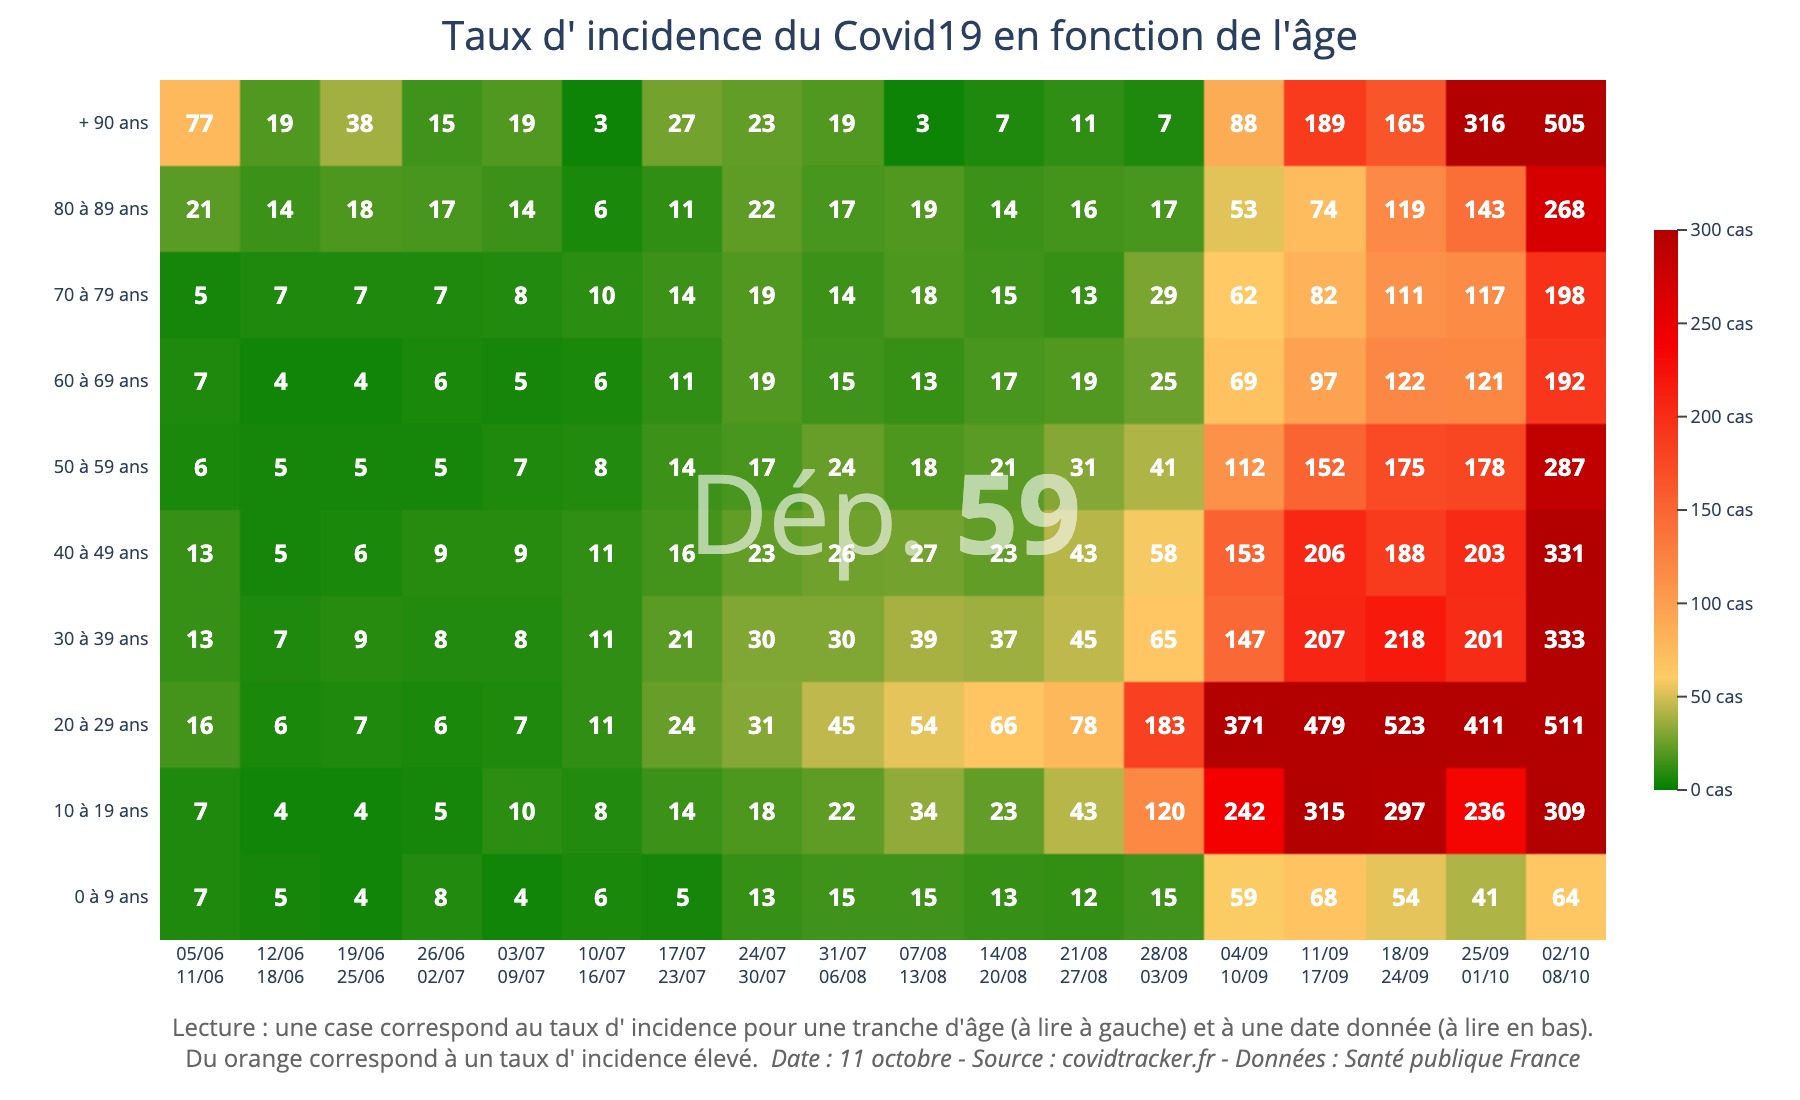 Taux d' incidence du Covid19 en fonction de l'âge
+ 90 ans 77 19 38 15 19 3 27 23 19 3 7 11 7 88 189 165 316 505
80 à 89 ans 21 14 18 17 14 6 11 22 17 19 14 16 17 53 74 119 143 268
70 à 79 ans 5 7 7 7 8 10 14 19 14 18 15 13 29 62 82 111 117 198
60 à 69 ans 7 4 4 6 5 6 11 19 15 13 17 19 25 69 97 122 121 192
50 à 59 ans 6 5 5 5 7 8 14 17 24 18 21 31 41 112 152 175 178 287
Dép. 59
40 à 49 ans 13 5 6 9 9 11 16 23 26 27 23 43 58 153 206 188 203 331
30 à 39 ans 13 7 9 8 8 11 21 30 30 39 37 45 65 147 207 218 201 333
20 à 29 ans 16 6 7 6 7 11 24 31 45 54 66 78 183 371 479 523 411 511
10 à 19 ans 7 4 4 5 10 8 14 18 22 34 23 43 120 242 315 297 236 309
0 à 9 ans 7 5 4 8 4 6 5 13 15 15 13 12 15 59 68 54 41 64
05/06 12/06 19/06 26/06 03/07 10/07 17/07 24/07 31/07 07/08 14/08 21/08 28/08 04/09 11/09 18/09 25/09 02/10
11/06 18/06 25/06 02/07 09/07 16/07 23/07 30/07 06/08 13/08 20/08 27/08 03/09 10/09 17/09 24/09 01/10 08/10
300 cas
250 cas
200 cas
150 cas
100 cas
50 cas
0 cas
Lecture : une case correspond au taux d' incidence pour une tranche d'âge (à lire à gauche) et à une date donnée (à lire en bas).
Du orange correspond à un taux d' incidence élevé. Date : 11 octobre - Source : covidtracker.fr - Données : Santé publique France